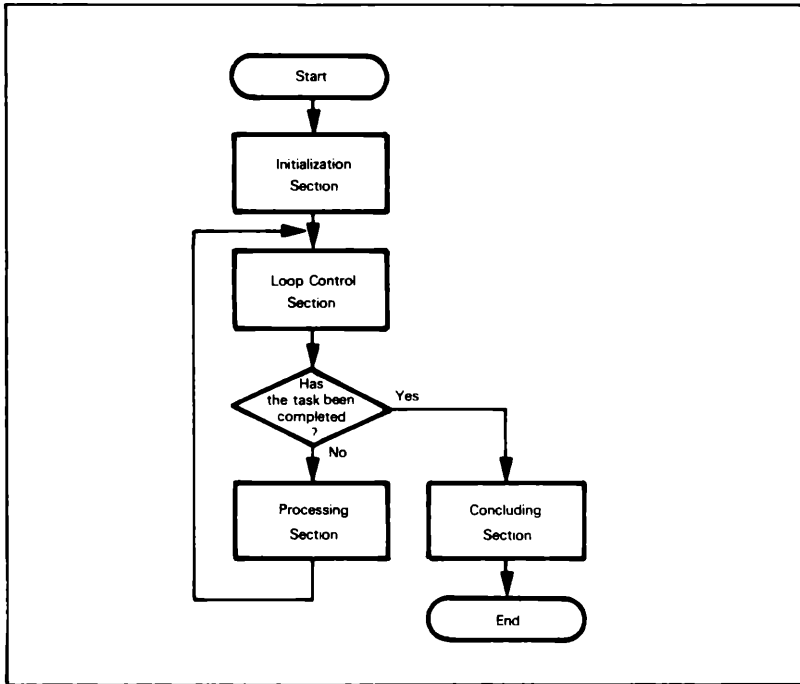 Start
Initialization
Section
Loop Control
Section
Has
the task been
completed
?
Yes
No
Processing
Section
Concluding
Section
End